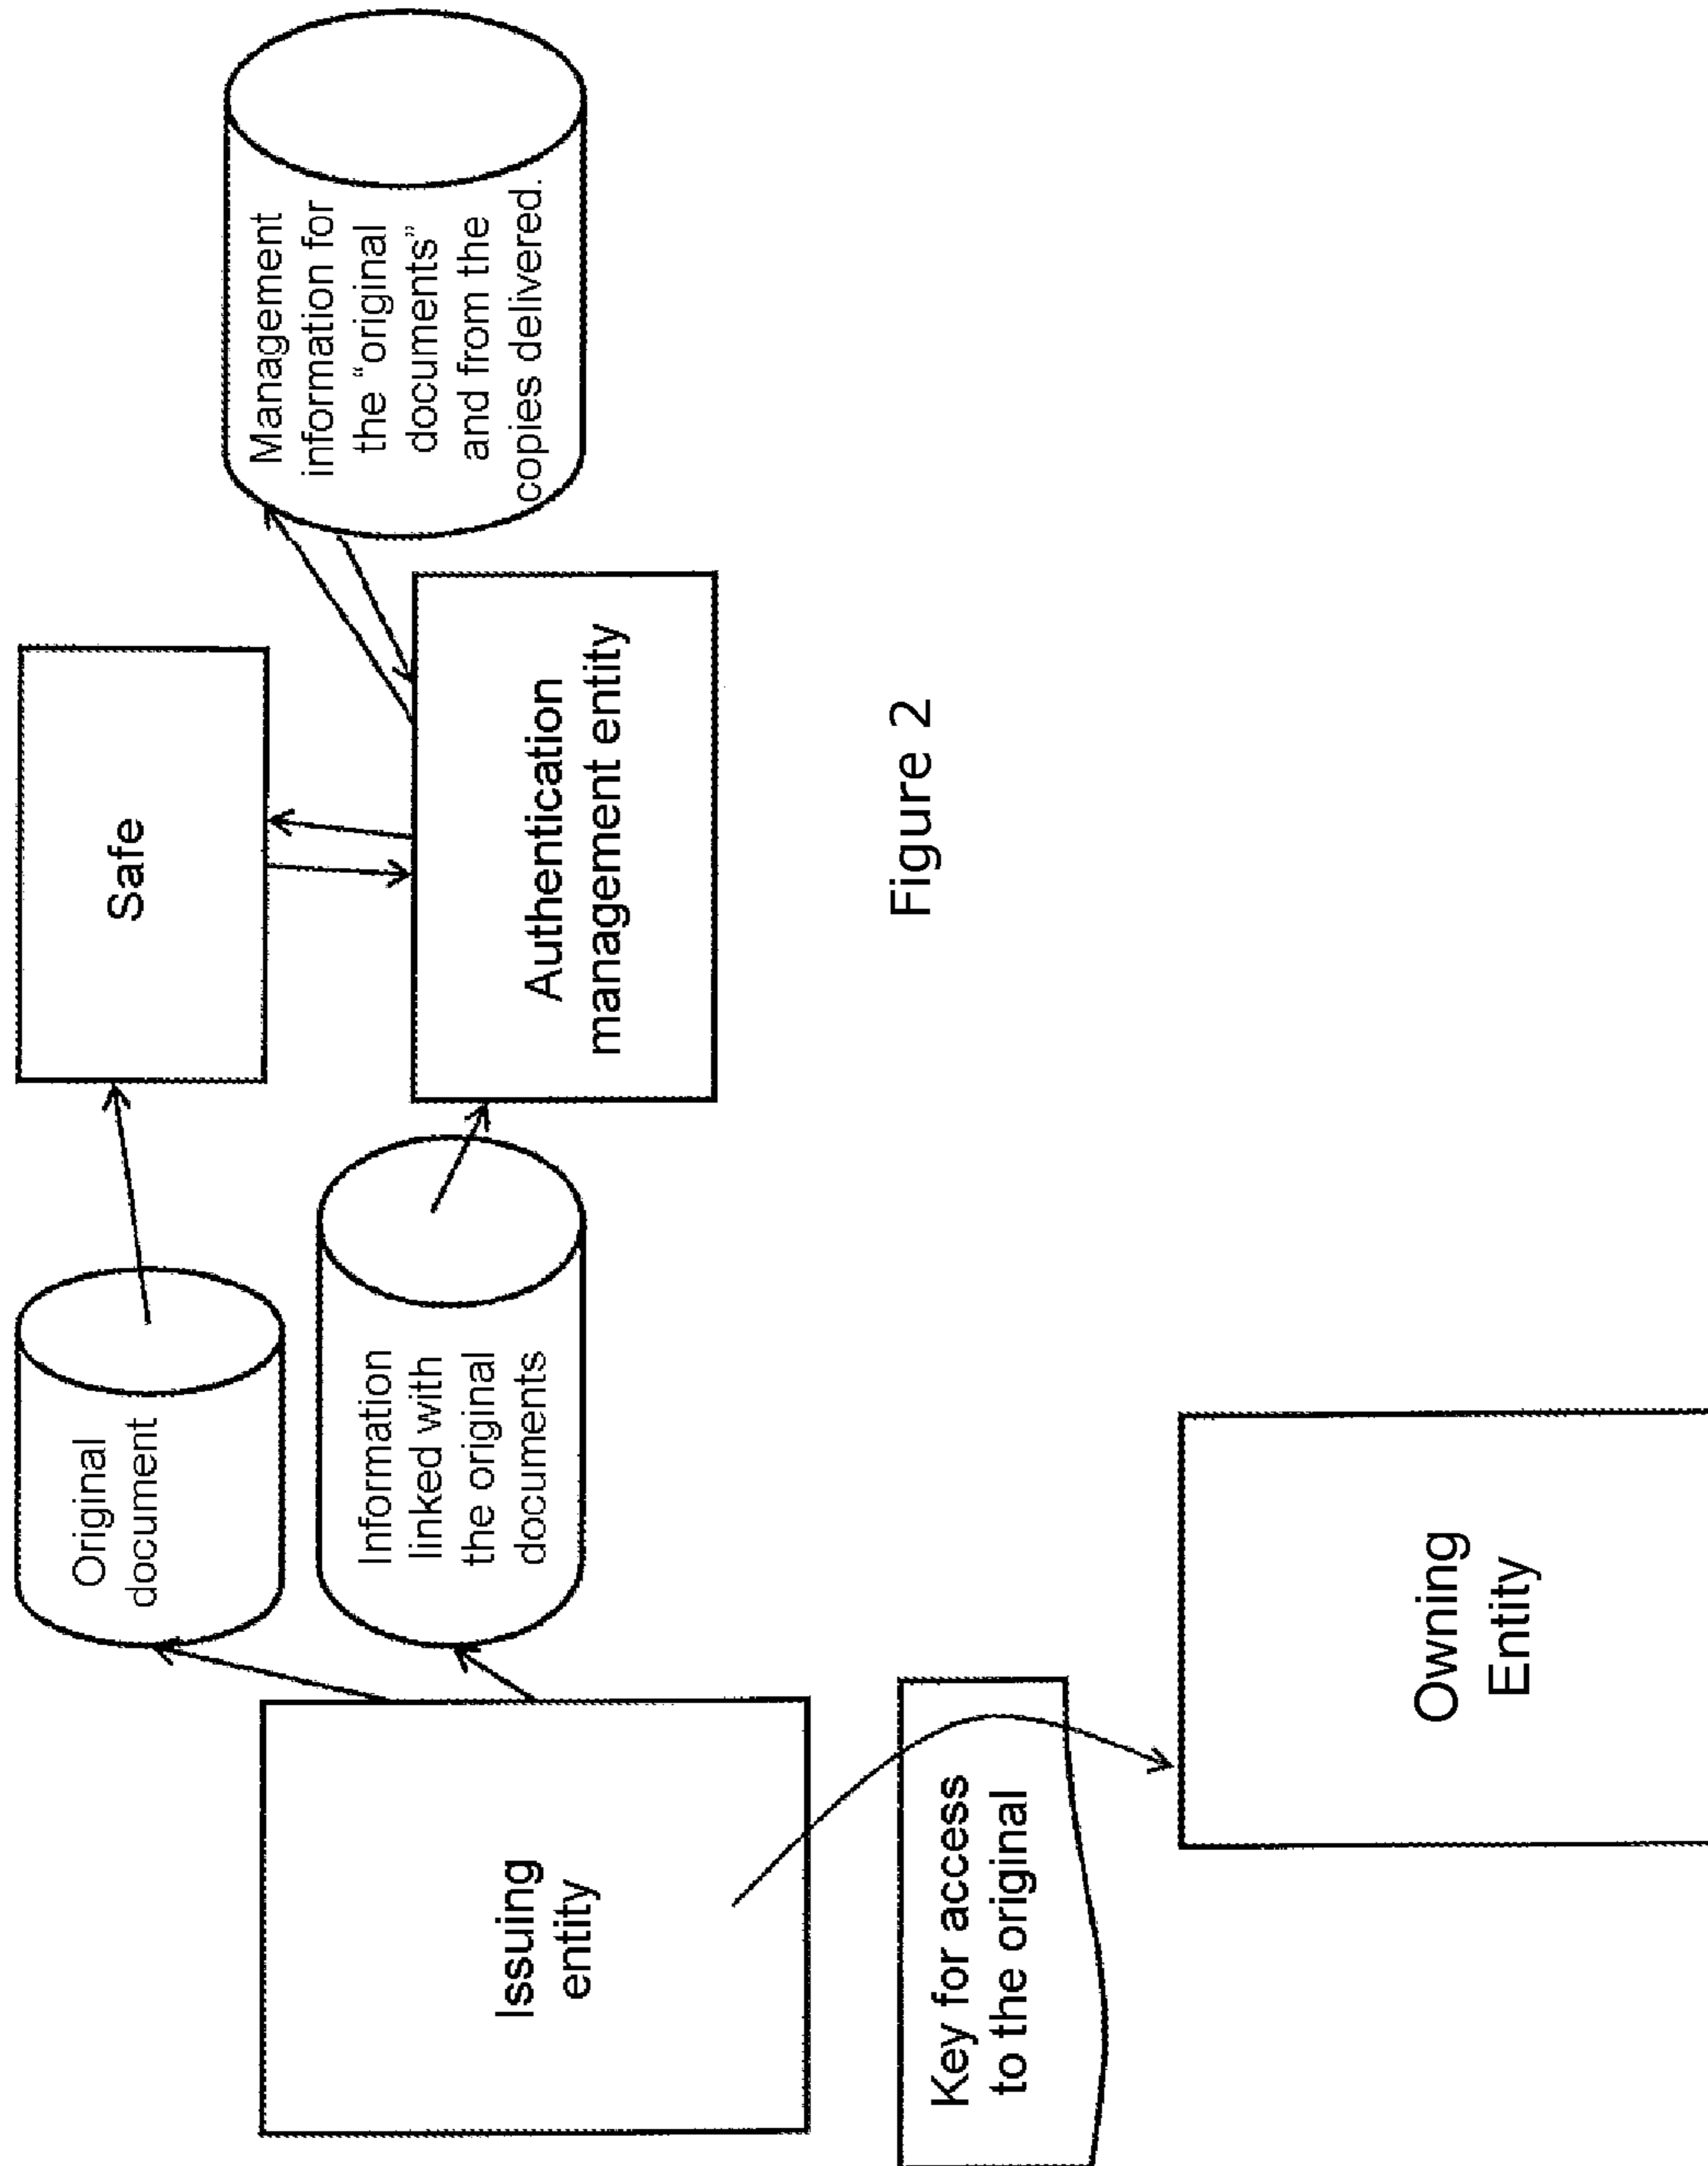 Original
document
Safe
Information
linked with
the original
documents
Management
information for
the “original
documents”
and from the
copies delivered.
Issuing
entity
Authentication
management entity
Key for access
to the original
Figure 2
Owning
Entity